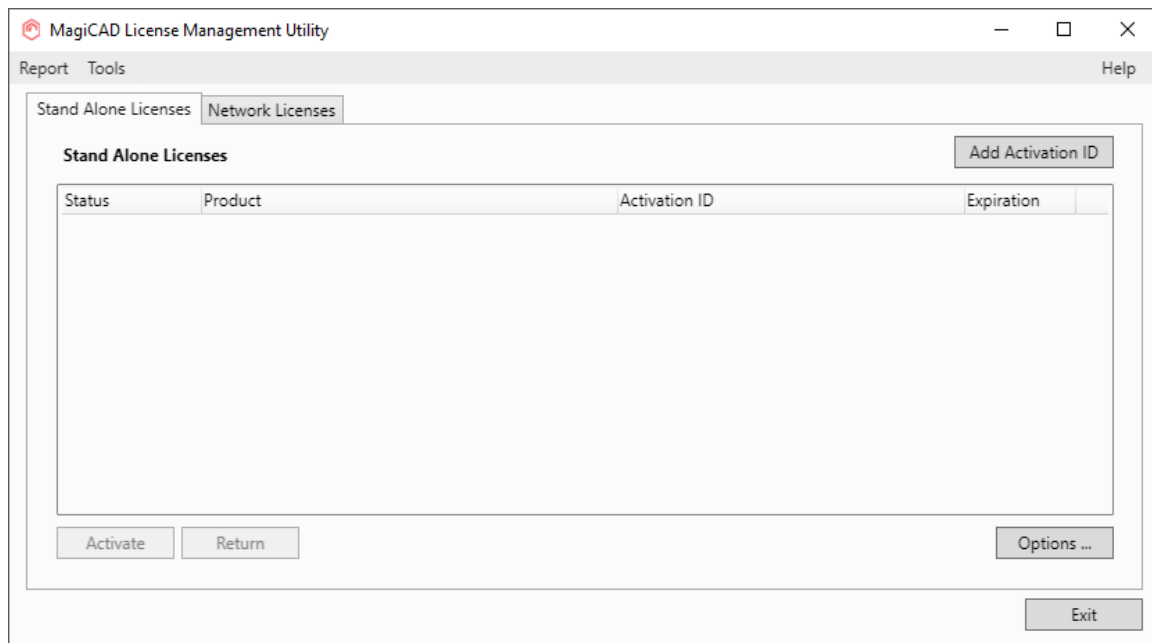 MagiCAD License Management Utility
Report Tools Help
Stand Alone Licenses Network Licenses
Stand Alone Licenses Add Activation ID
Status Product Activation ID Expiration
Activate Return Options ...
Exit